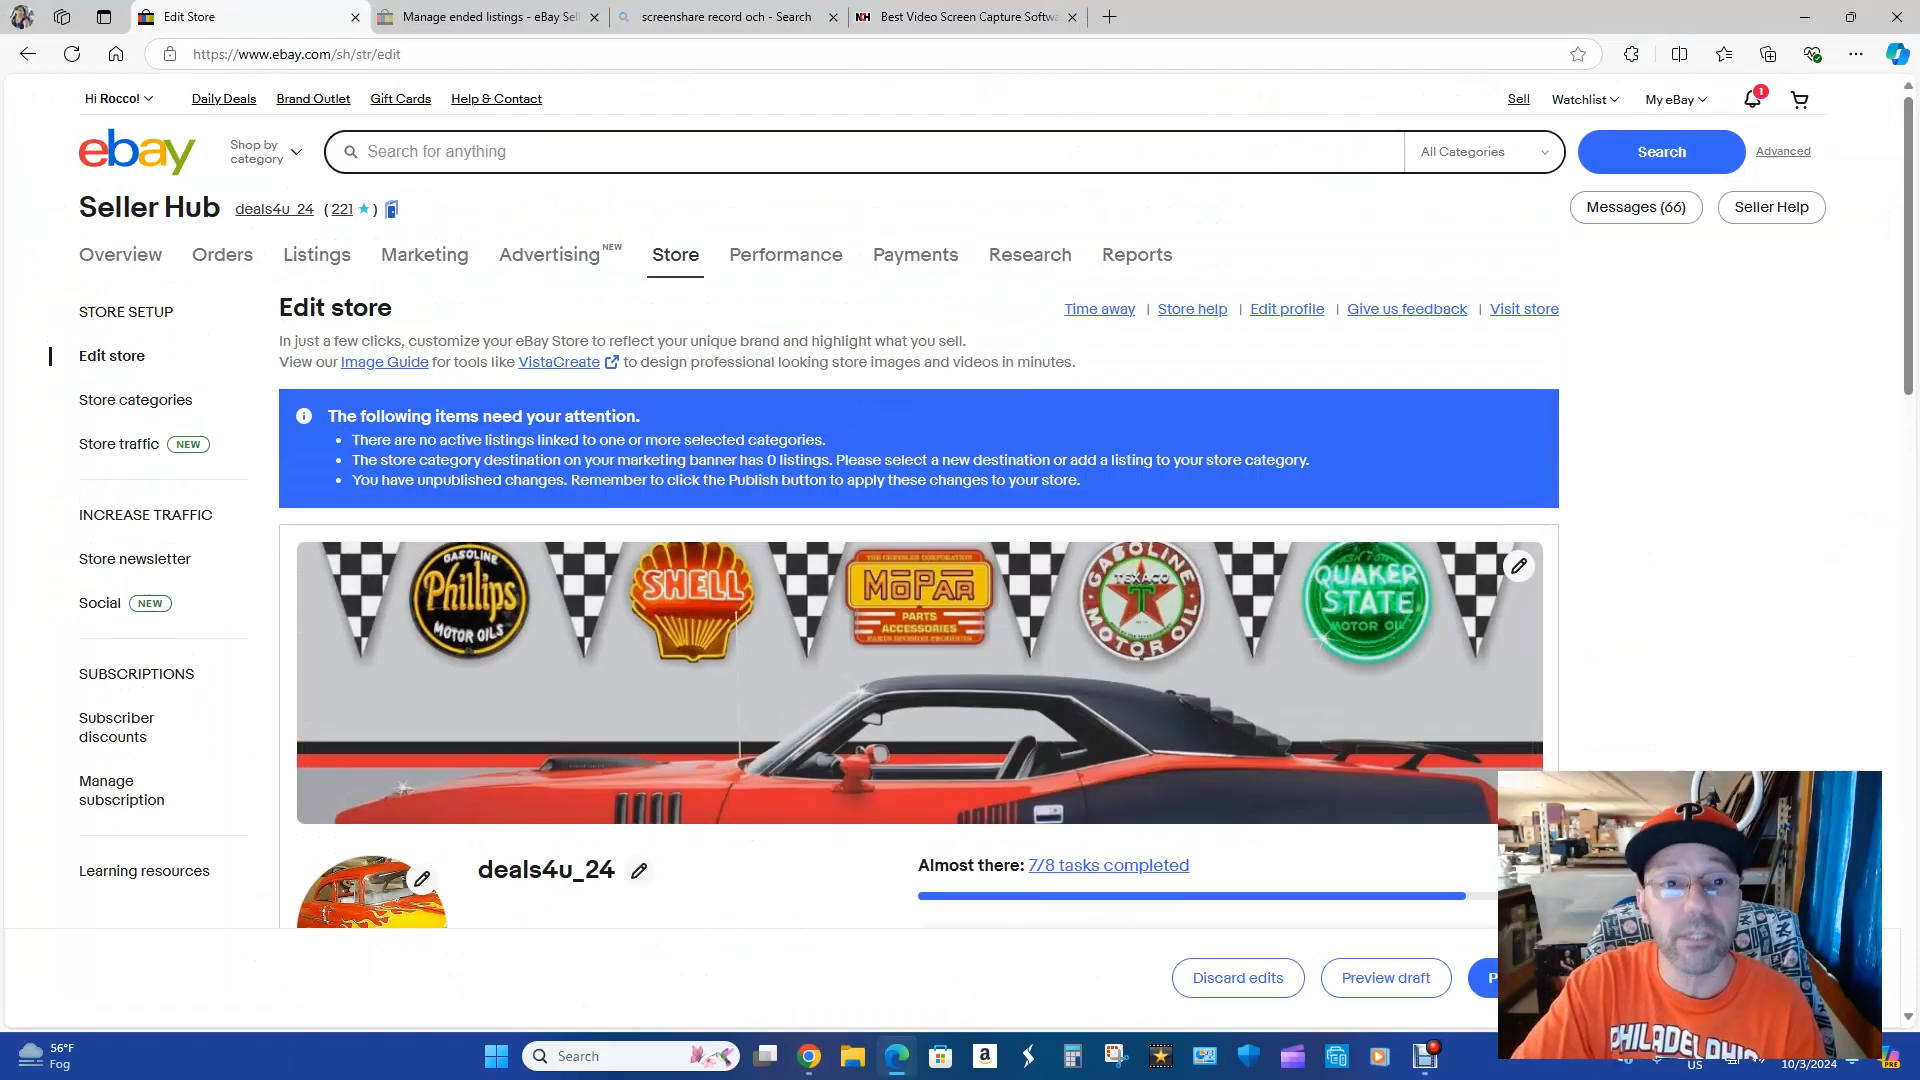 Edit Store
Manage ended listings - eBay Sel
screenshare record och - Search
NCH
Best Video Screen Capture Softwa
https://www.ebay.com/sh/str/edit
Hi Rocco!
Daily Deals
Brand Outlet
Gift Cards
Help & Contact
Sell
Watchlist
My eBay
1
ebay
Shop by
category
Search for anything
All Categories
Search
Advanced
Seller Hub
deals4u_24 (221 ★)
Messages (66)
Seller Help
Overview
Orders
Listings
Marketing
Advertising NEW
Store
Performance
Payments
Research
Reports
STORE SETUP
Edit store
Store categories
Store traffic NEW
INCREASE TRAFFIC
Store newsletter
Social NEW
SUBSCRIPTIONS
Subscriber
discounts
Manage
subscription
Learning resources
Edit store
Time away | Store help | Edit profile | Give us feedback | Visit store
In just a few clicks, customize your eBay Store to reflect your unique brand and highlight what you sell.
View our Image Guide for tools like VistaCreate to design professional looking store images and videos in minutes.
The following items need your attention.
• There are no active listings linked to one or more selected categories.
• The store category destination on your marketing banner has 0 listings. Please select a new destination or add a listing to your store category.
• You have unpublished changes. Remember to click the Publish button to apply these changes to your store.
GASOLINE
Phillips
MOTOR OILS
SHELL
THE CHRYSLER CORPORATION
MOPAR
PARTS
ACCESSORIES
GASOLINE
TEXACO
MOTOR OIL
QUAKER
STATE
MOTOR OIL
deals4u_24
Almost there: 7/8 tasks completed
Discard edits
Preview draft
P
P
PHILADELPHIA
56°F
Fog
Search
a
US
10/3/2024
PRE